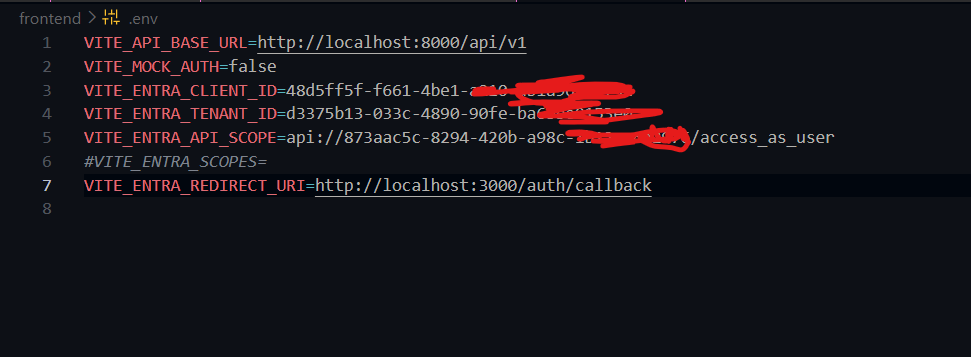 frontend > .env
1 VITE_API_BASE_URL=http://localhost:8000/api/v1
2 VITE_MOCK_AUTH=false
3 VITE_ENTRA_CLIENT_ID=48d5ff5f-f661-4be1-
4 VITE_ENTRA_TENANT_ID=d3375b13-033c-4890-90fe-
5 VITE_ENTRA_API_SCOPE=api://873aac5c-8294-420b-a98c- /access_as_user
6 #VITE_ENTRA_SCOPES=
7 VITE_ENTRA_REDIRECT_URI=http://localhost:3000/auth/callback
8